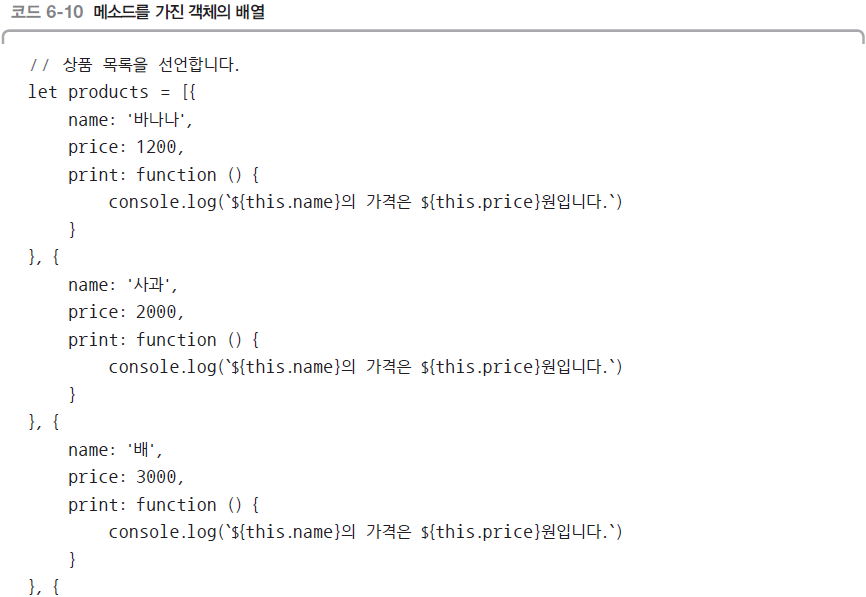 코드 6-10 메소드를 가진 객체의 배열
// 상품 목록을 선언합니다.
let products = [{
    name: '바나나',
    price: 1200,
    print: function () {
        console.log(`${this.name}의 가격은 ${this.price}원입니다.`)
    }
}, {
    name: '사과',
    price: 2000,
    print: function () {
        console.log(`${this.name}의 가격은 ${this.price}원입니다.`)
    }
}, {
    name: '배',
    price: 3000,
    print: function () {
        console.log(`${this.name}의 가격은 ${this.price}원입니다.`)
    }
}, {